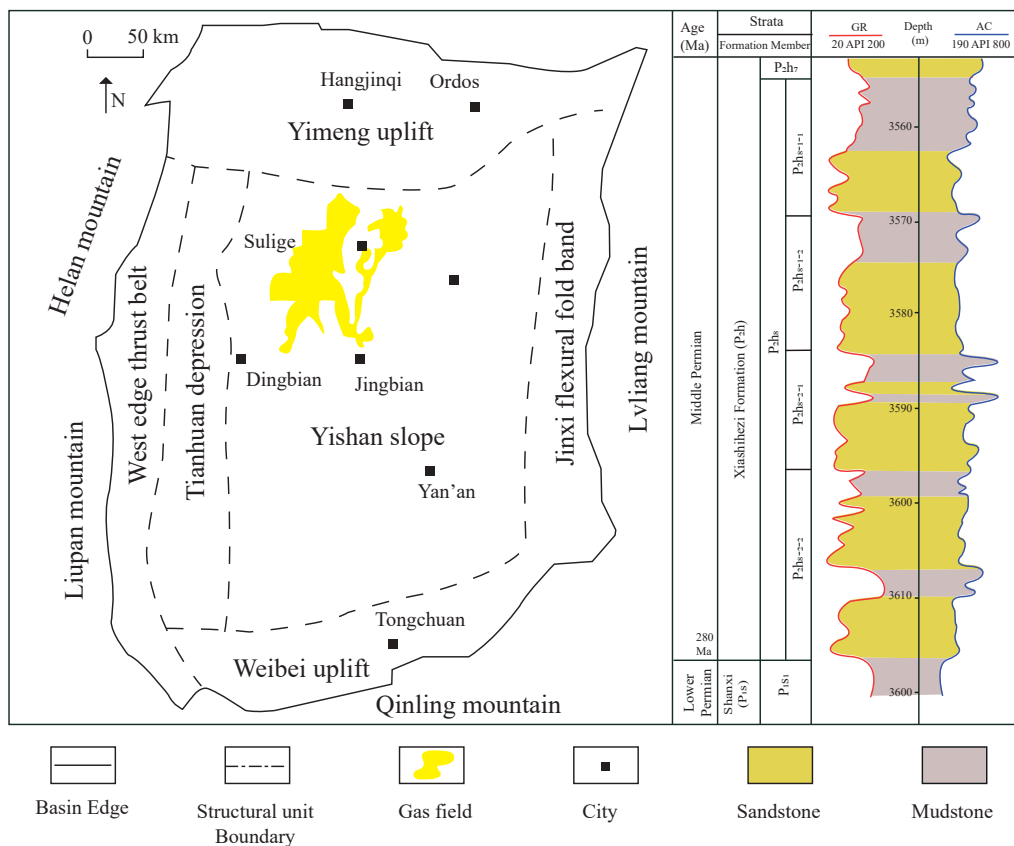 0 50 km
N
Hangjinqi
Ordos
Yimeng uplift
Helan mountain
West edge thrust belt
Tianhuan depression
Sulige
Dingbian
Jingbian
Yishan slope
Yan'an
Jinxi flexural fold band
Lvliang mountain
Liupan mountain
Tongchuan
Weibei uplift
Qinling mountain
Age
(Ma)
Strata
Formation Member
GR
20 API 200
Depth
(m)
AC
190 API 800
Middle Permian
280
Ma
Lower
Permian
Xiashihezi Formation (P₂h)
Shanxi
(P₁s)
P₂h₇
P₂h₈
P₁s₁
P₂h₈₋₁₋₁
P₂h₈₋₁₋₂
P₂h₈₋₂₋₁
P₂h₈₋₂₋₂
3560
3570
3580
3590
3600
3610
3600
Basin Edge
Structural unit
Boundary
Gas field
City
Sandstone
Mudstone